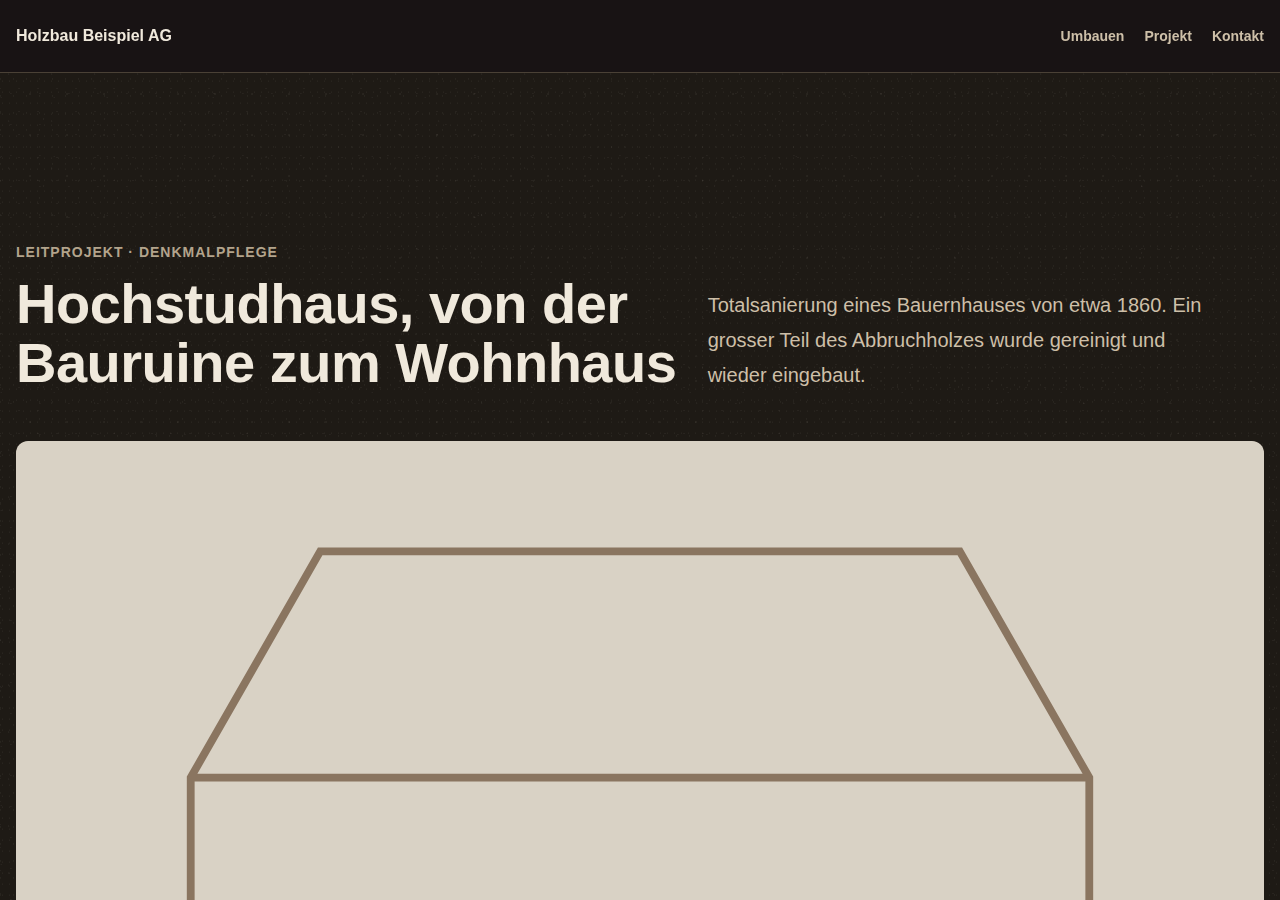 Holzbau Beispiel AG
Umbauen Projekt Kontakt
LEITPROJEKT · DENKMALPFLEGE
Hochstudhaus, von der
Bauruine zum Wohnhaus
Totalsanierung eines Bauernhauses von etwa 1860. Ein
grosser Teil des Abbruchholzes wurde gereinigt und
wieder eingebaut.